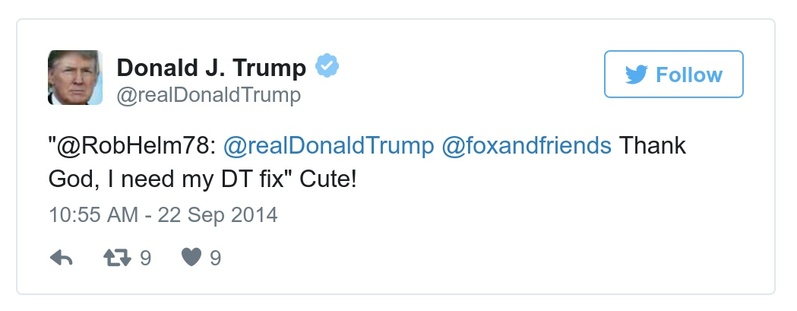 Donald J. Trump
@realDonaldTrump
Follow
"@RobHelm78: @realDonaldTrump @foxandfriends Thank
God, I need my DT fix" Cute!
10:55 AM - 22 Sep 2014
9 9